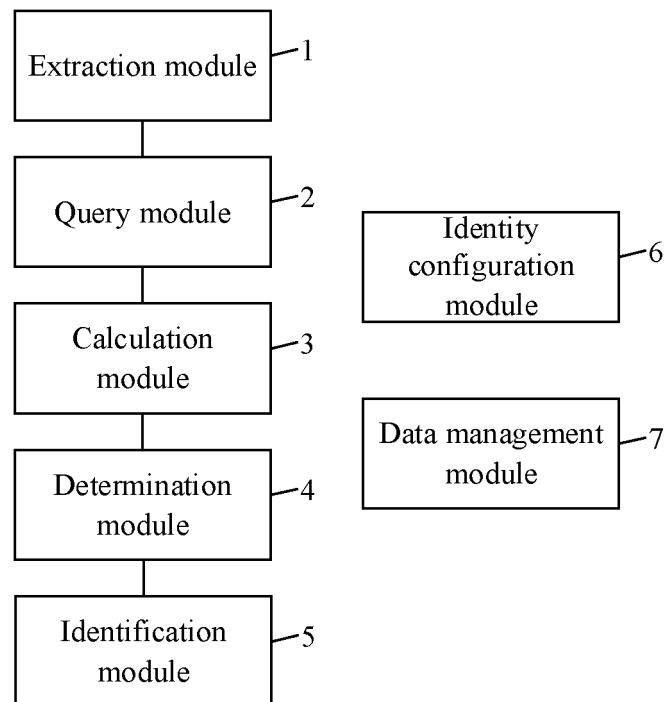 Extraction module
1
Query module
2
Calculation
module
3
Determination
module
4
Identification
module
5
Identity
configuration
module
6
Data management
module
7